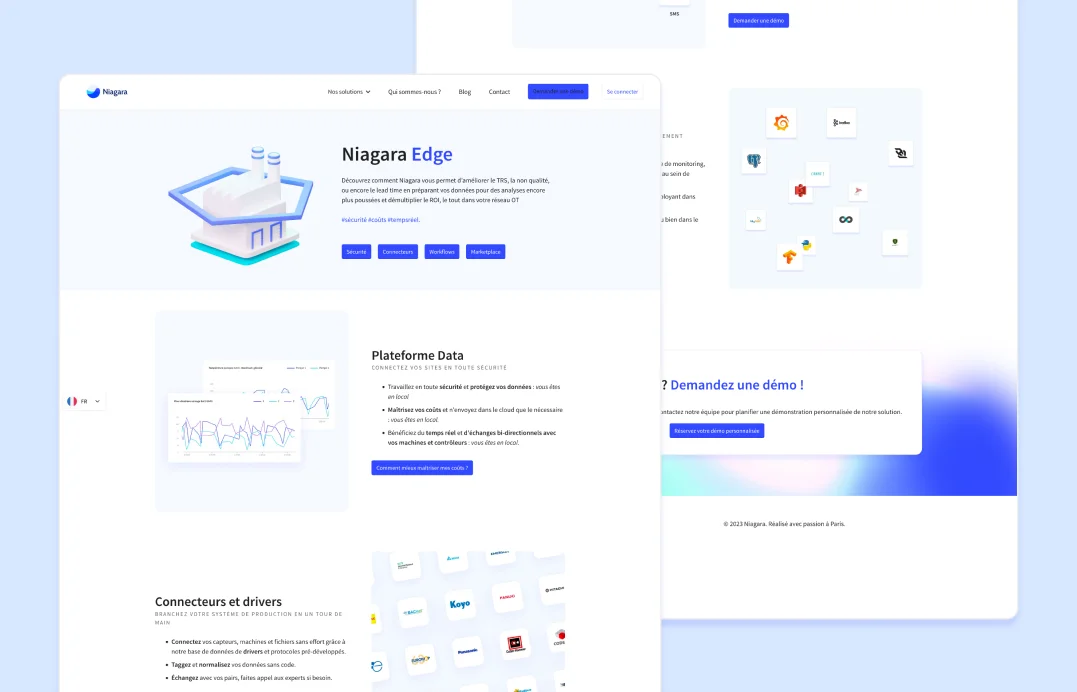 SMS
Demander une démo
Niagara
Nos solutions
Qui sommes-nous ?
Blog
Contact
Se connecter
Niagara Edge
Découvrez comment Niagara vous permet d'améliorer le TRS, la non qualité,
ou encore le lead time en préparant vos données pour des analyses encore
plus poussées et démultiplier le ROI, le tout dans votre réseau OT
#sécurité #coûts #tempsréel.
Sécurité
Connecteurs
Workflows
Marketplace
Plateforme Data
CONNECTEZ VOS SITES EN TOUTE SÉCURITÉ
• Travaillez en toute sécurité et protégez vos données : vous êtes
en local
• Maîtrisez vos coûts et n'envoyez dans le cloud que le nécessaire
: vous êtes en local.
• Bénéficiez du temps réel et d'échanges bi-directionnels avec
vos machines et contrôleurs : vous êtes en local.
Comment mieux maîtriser mes coûts ?
FR
Connecteurs et drivers
BRANCHEZ VOTRE SYSTÈME DE PRODUCTION EN UN TOUR DE
MAIN
• Connectez vos capteurs, machines et fichiers sans effort grâce à
notre base de données de drivers et protocoles pré-développés.
• Taggez et normalisez vos données sans code.
• Échangez avec vos pairs, faites appel aux experts si besoin.
Koyo
FANUC
HITACHI
Panasonic
EMENT
de monitoring,
au sein de
ployant dans
bien dans le
? Demandez une démo !
ontactez notre équipe pour planifier une démonstration personnalisée de notre solution.
Réservez votre démo personnalisée
© 2023 Niagara. Réalisé avec passion à Paris.